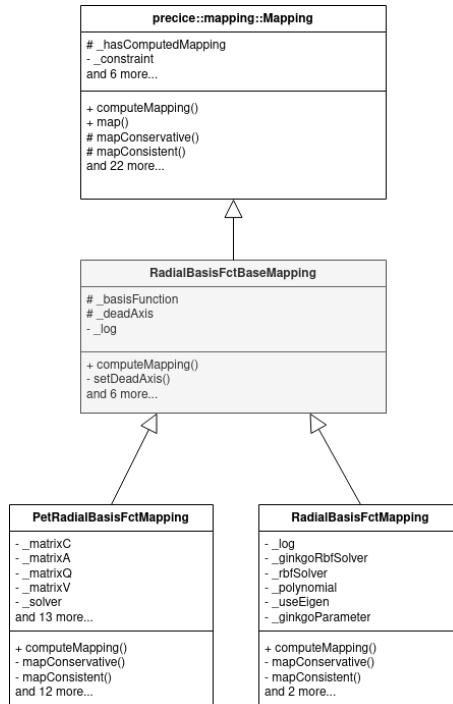 precice::mapping::Mapping
# _hasComputedMapping
- _constraint
and 6 more...
+ computeMapping()
+ map()
# mapConservative()
# mapConsistent()
and 22 more...
RadialBasisFctBaseMapping
# _basisFunction
# _deadAxis
- _log
+ computeMapping()
- setDeadAxis()
and 6 more...
PetRadialBasisFctMapping
- _matrixC
- _matrixA
- _matrixQ
- _matrixV
- _solver
and 13 more...
+ computeMapping()
- mapConservative()
- mapConsistent()
and 12 more...
RadialBasisFctMapping
- _log
- _ginkgoRbfSolver
- _rbfSolver
- _polynomial
- _useEigen
- _ginkgoParameter
+ computeMapping()
- mapConservative()
- mapConsistent()
and 2 more...